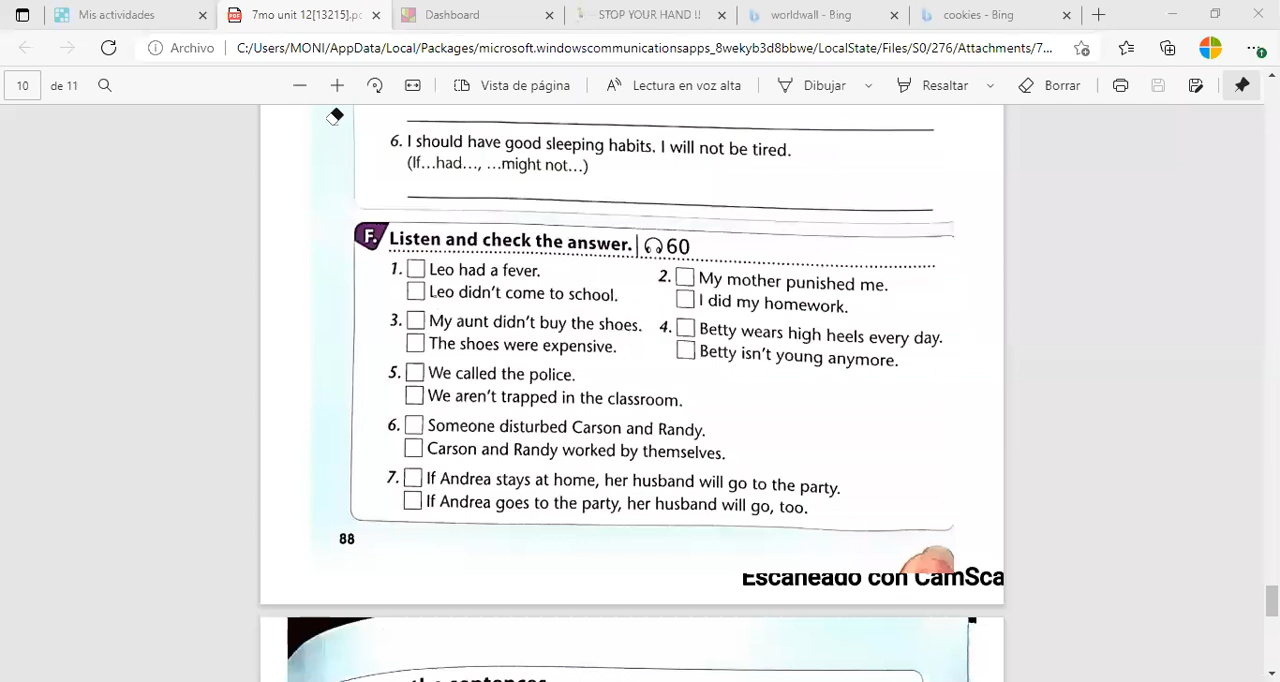 Mis actividades
7mo unit 12[13215].pc
Dashboard
STOP YOUR HAND !!
worldwall - Bing
cookies - Bing
Archivo
C:/Users/MONI/AppData/Local/Packages/microsoft.windowscommunicationsapps_8wekyb3d8bbwe/LocalState/Files/S0/276/Attachments/7...
10 de 11
Vista de página
Lectura en voz alta
Dibujar
Resaltar
Borrar
6. I should have good sleeping habits. I will not be tired.
(If...had..., ...might not...)
F. Listen and check the answer. 60
1. Leo had a fever.
Leo didn't come to school.
2. My mother punished me.
I did my homework.
3. My aunt didn't buy the shoes.
The shoes were expensive.
4. Betty wears high heels every day.
Betty isn't young anymore.
5. We called the police.
We aren't trapped in the classroom.
6. Someone disturbed Carson and Randy.
Carson and Randy worked by themselves.
7. If Andrea stays at home, her husband will go to the party.
If Andrea goes to the party, her husband will go, too.
88
Escaneado con CamSca
the sentences